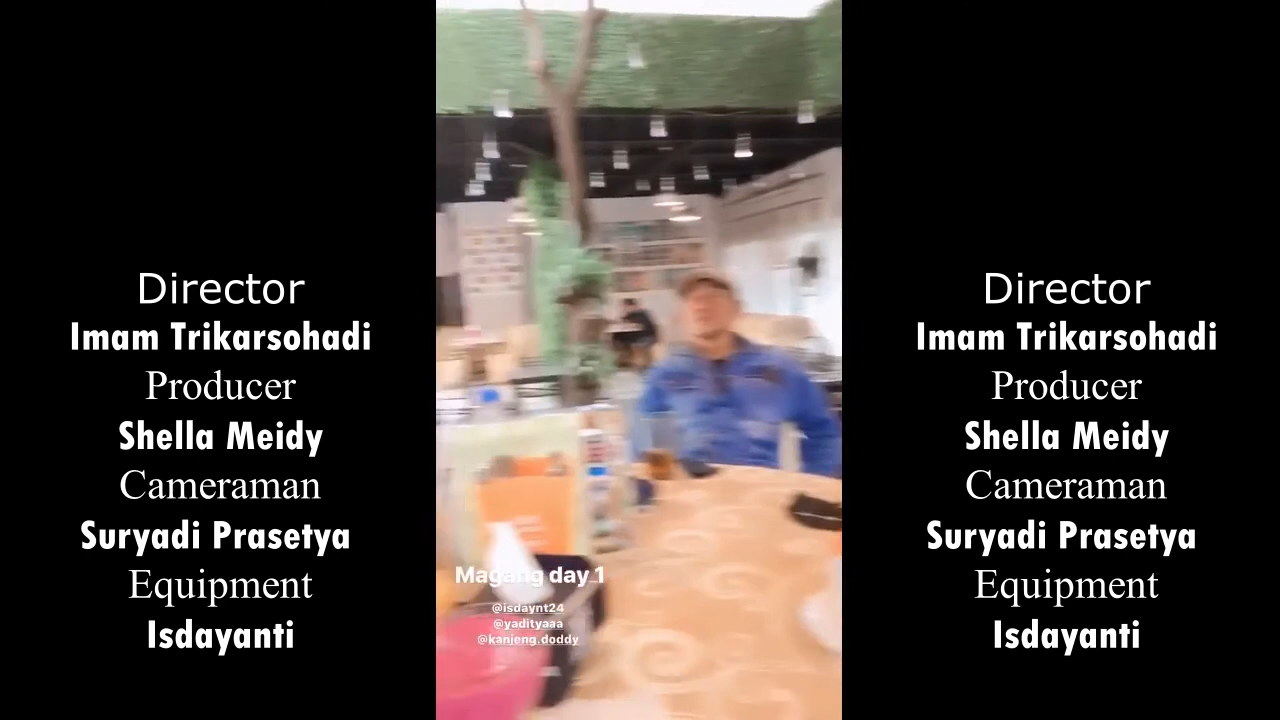 Director
Imam Trikarsohadi
Producer
Shella Meidy
Cameraman
Suryadi Prasetya
Equipment
Isdayanti
Magang day 1
@isdaynt24
@yadityaaa
@kanjeng.doddy
Director
Imam Trikarsohadi
Producer
Shella Meidy
Cameraman
Suryadi Prasetya
Equipment
Isdayanti